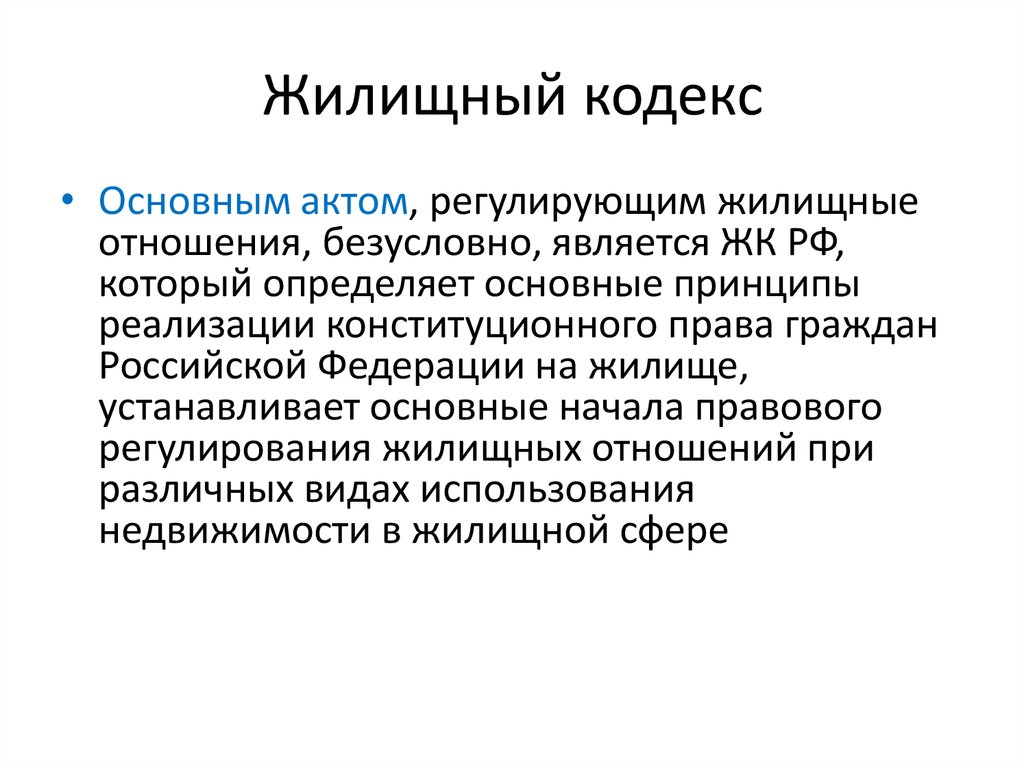 Жилищный кодекс
• Основным актом, регулирующим жилищные
отношения, безусловно, является ЖК РФ,
который определяет основные принципы
реализации конституционного права граждан
Российской Федерации на жилище,
устанавливает основные начала правового
регулирования жилищных отношений при
различных видах использования
недвижимости в жилищной сфере